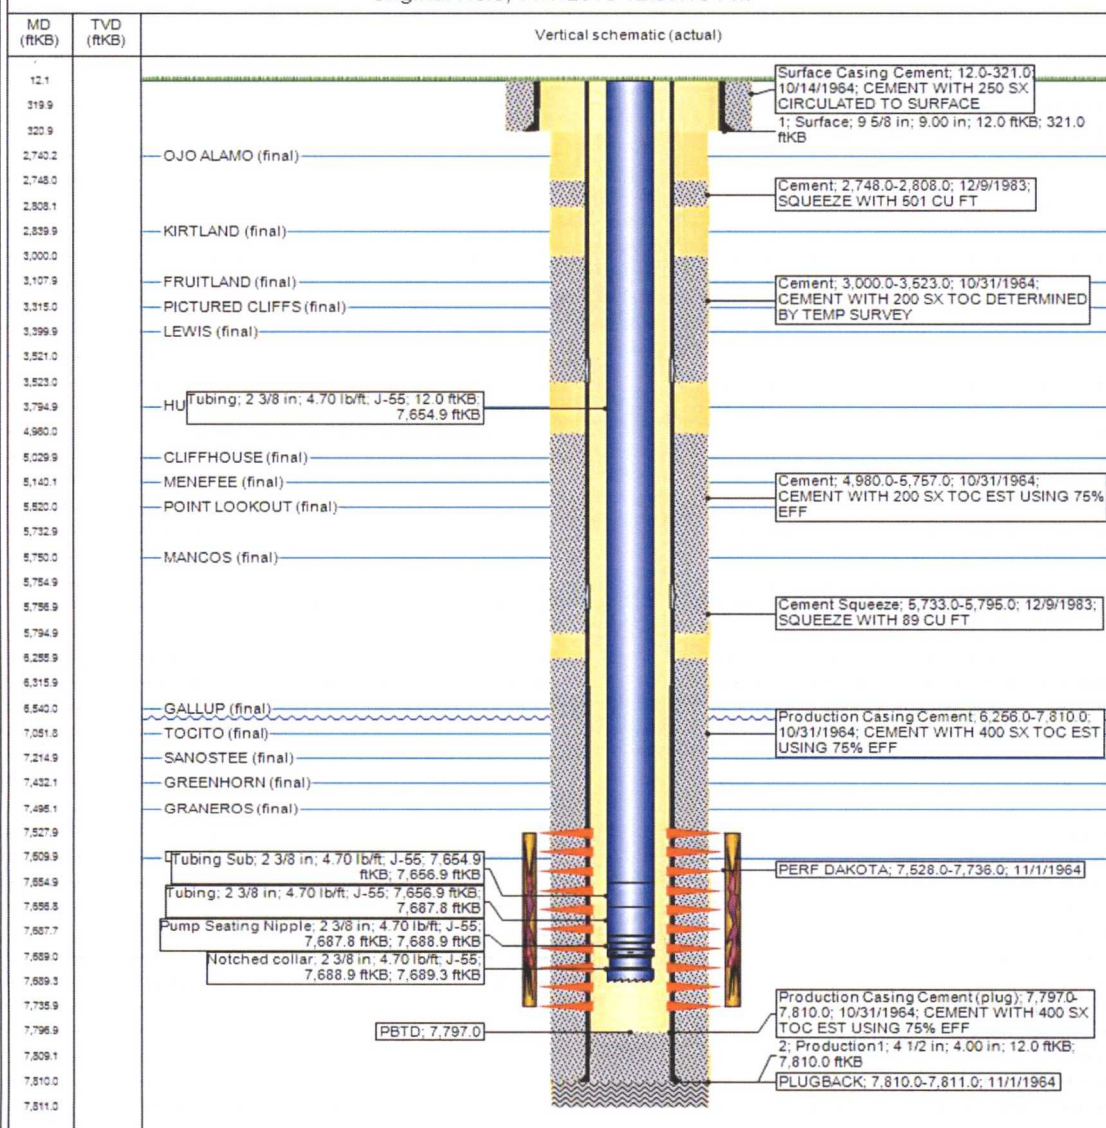 MD
(ftKB)
TVD
(ftKB)
Vertical schematic (actual)
12.1
319.9
320.9
2,740.2
2,748.0
2,808.1
2,839.9
3,000.0
3,107.9
3,315.0
3,399.9
3,521.0
3,523.0
3,794.9
4,980.0
5,029.9
5,140.1
5,520.0
5,732.9
5,750.0
5,754.9
5,756.9
5,794.9
6,255.9
6,315.9
6,540.0
7,051.8
7,214.9
7,432.1
7,495.1
7,527.9
7,609.9
7,654.9
7,656.8
7,687.7
7,689.0
7,689.3
7,735.9
7,796.9
7,809.1
7,810.0
7,811.0
OJO ALAMO (final)
KIRTLAND (final)
FRUITLAND (final)
PICTURED CLIFFS (final)
LEWIS (final)
HU
Tubing; 2 3/8 in; 4.70 lb/ft; J-55; 12.0 ftKB;
7,654.9 ftKB
CLIFFHOUSE (final)
MENEFEE (final)
POINT LOOKOUT (final)
MANCOS (final)
GALLUP (final)
TOCITO (final)
SANOSTEE (final)
GREENHORN (final)
GRANEROS (final)
Tubing Sub; 2 3/8 in; 4.70 lb/ft; J-55; 7,654.9
ftKB; 7,656.9 ftKB
Tubing; 2 3/8 in; 4.70 lb/ft; J-55; 7,656.9 ftKB;
7,687.8 ftKB
Pump Seating Nipple; 2 3/8 in; 4.70 lb/ft; J-55;
7,687.8 ftKB; 7,688.9 ftKB
Notched collar; 2 3/8 in; 4.70 lb/ft; J-55;
7,688.9 ftKB; 7,689.3 ftKB
PBTD; 7,797.0
Surface Casing Cement; 12.0-321.0;
10/14/1964; CEMENT WITH 250 SX
CIRCULATED TO SURFACE
1; Surface; 9 5/8 in; 9.00 in; 12.0 ftKB; 321.0
ftKB
Cement; 2,748.0-2,808.0; 12/9/1983;
SQUEEZE WITH 501 CU FT
Cement; 3,000.0-3,523.0; 10/31/1964;
CEMENT WITH 200 SX TOC DETERMINED
BY TEMP SURVEY
Cement; 4,980.0-5,757.0; 10/31/1964;
CEMENT WITH 200 SX TOC EST USING 75%
EFF
Cement Squeeze; 5,733.0-5,795.0; 12/9/1983;
SQUEEZE WITH 89 CU FT
Production Casing Cement; 6,256.0-7,810.0;
10/31/1964; CEMENT WITH 400 SX TOC EST
USING 75% EFF
PERF DAKOTA; 7,528.0-7,736.0; 11/1/1964
Production Casing Cement (plug); 7,797.0-
7,810.0; 10/31/1964; CEMENT WITH 400 SX
TOC EST USING 75% EFF
2; Production1; 4 1/2 in; 4.00 in; 12.0 ftKB;
7,810.0 ftKB
PLUGBACK; 7,810.0-7,811.0; 11/1/1964